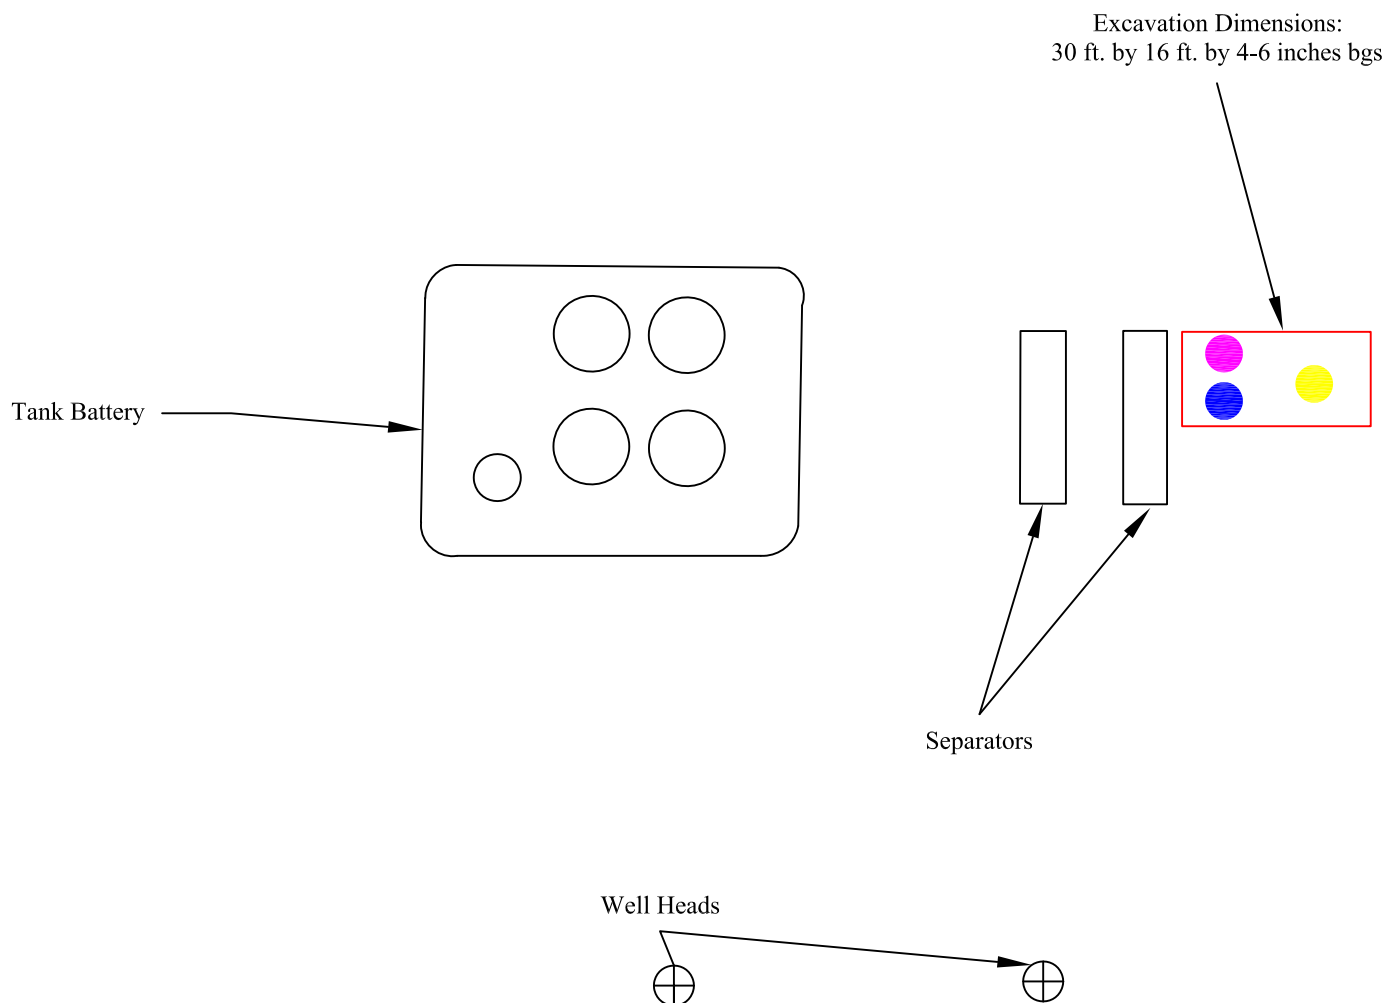 Excavation Dimensions:
30 ft. by 16 ft. by 4-6 inches bgs
Tank Battery
Separators
Well Heads